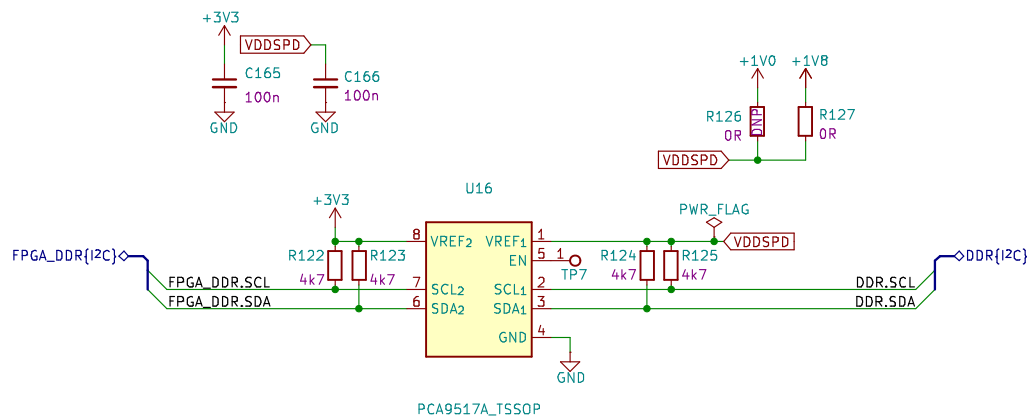 +3V3
VDDSPD
C165
100n
GND
C166
100n
GND
+1V0
+1V8
R126
0R
DNP
R127
0R
VDDSPD
U16
+3V3
PWR_FLAG
VDDSPD
FPGA_DDR{I²C}
DDR{I²C}
R122
4k7
R123
4k7
8 VREF2
VREF1 1
EN 5
1
TP7
R124
4k7
R125
4k7
FPGA_DDR.SCL
7 SCL2
SCL1 2
DDR.SCL
FPGA_DDR.SDA
6 SDA2
SDA1 3
DDR.SDA
GND 4
GND
PCA9517A_TSSOP